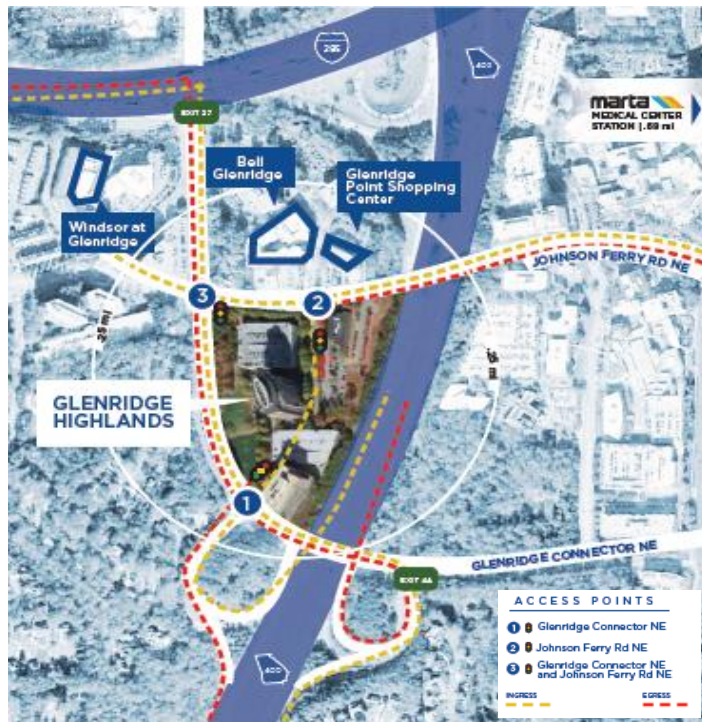 285
400
marta
MEDICAL CENTER
STATION | .69 mi
EXIT 27
Bell
Glenridge
Glenridge
Point Shopping
Center
Windsor at
Glenridge
JOHNSON FERRY RD NE
3
2
.25 mi
.25 mi
GLENRIDGE
HIGHLANDS
1
GLENRIDGE CONNECTOR NE
EXIT 4A
400
ACCESS POINTS
1 Glenridge Connector NE
2 Johnson Ferry Rd NE
3 Glenridge Connector NE
and Johnson Ferry Rd NE
INGRESS
EGRESS